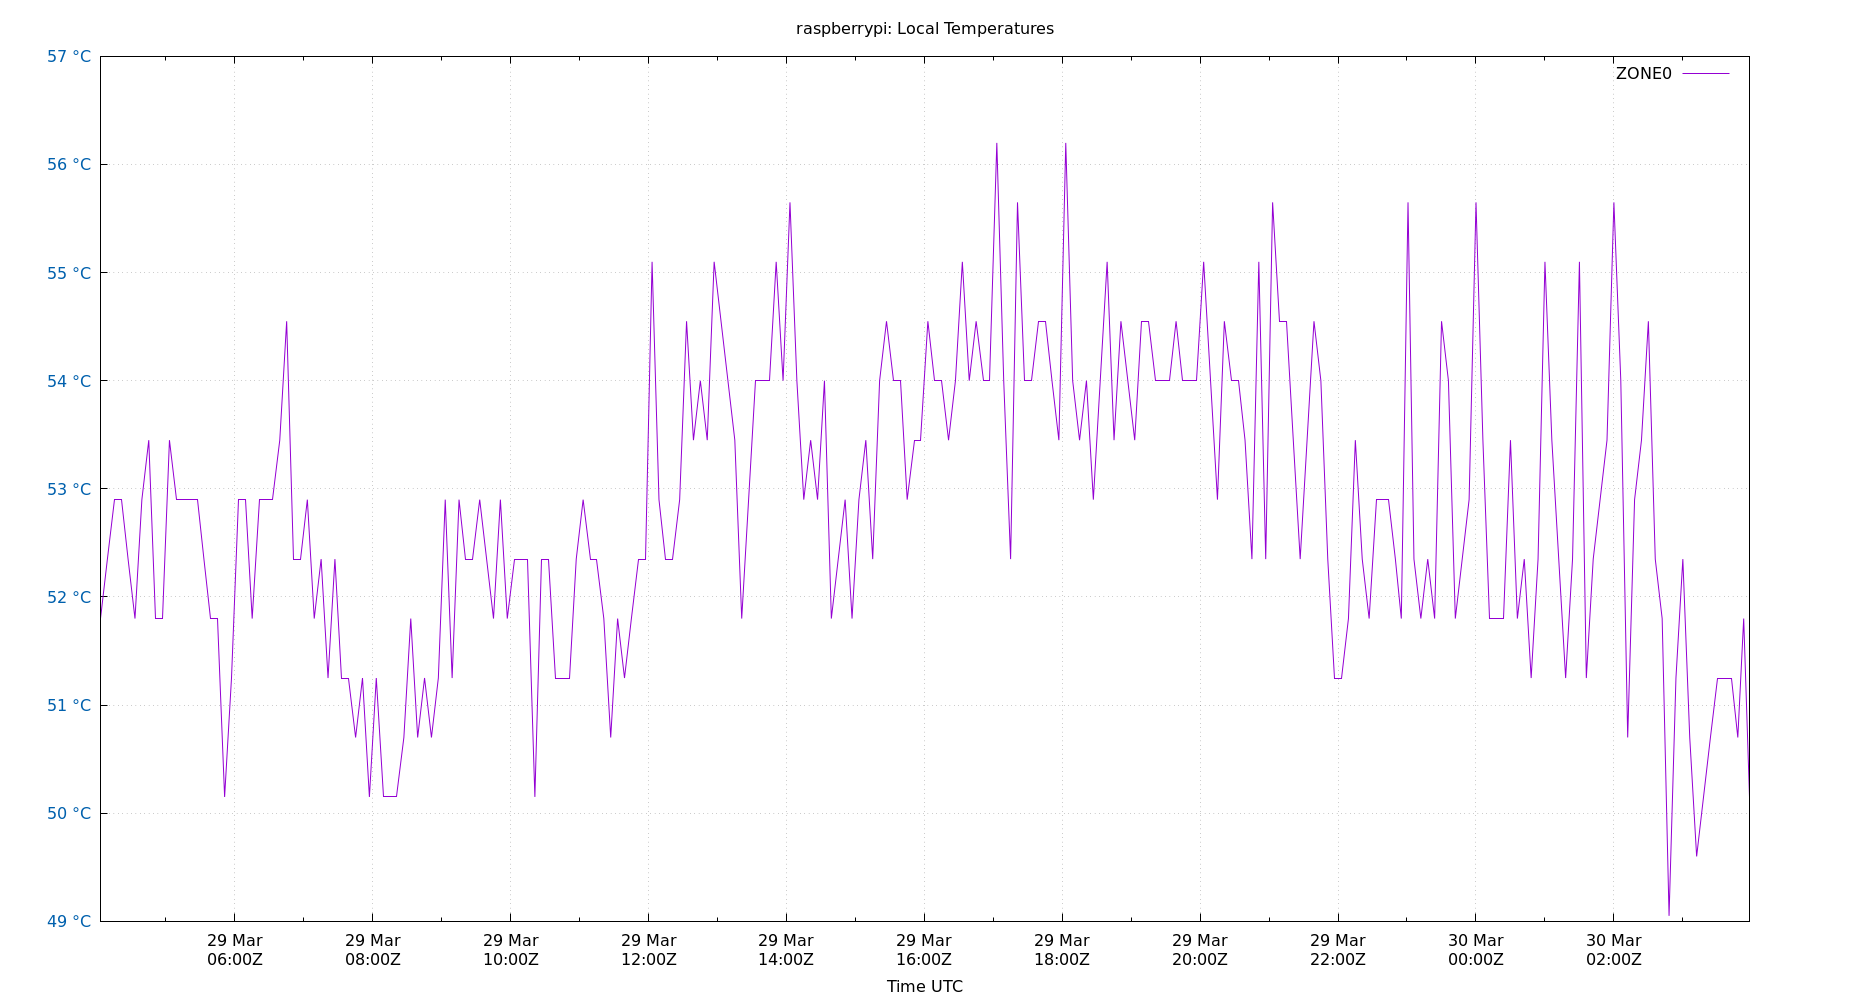 raspberrypi: Local Temperatures
57 °C
ZONE0
56 °C
55 °C
54 °C
53 °C
52 °C
51 °C
50 °C
49 °C
29 Mar 29 Mar 29 Mar 29 Mar 29 Mar 29 Mar 29 Mar 29 Mar 29 Mar 30 Mar 30 Mar
06:00Z 08:00Z 10:00Z 12:00Z 14:00Z 16:00Z 18:00Z 20:00Z 22:00Z 00:00Z 02:00Z
Time UTC